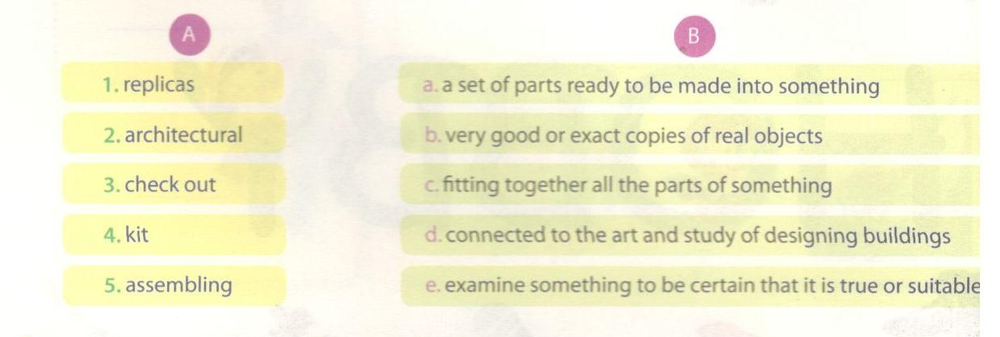 A B
1. replicas a. a set of parts ready to be made into something
2. architectural b. very good or exact copies of real objects
3. check out c. fitting together all the parts of something
4. kit d. connected to the art and study of designing buildings
5. assembling e. examine something to be certain that it is true or suitable